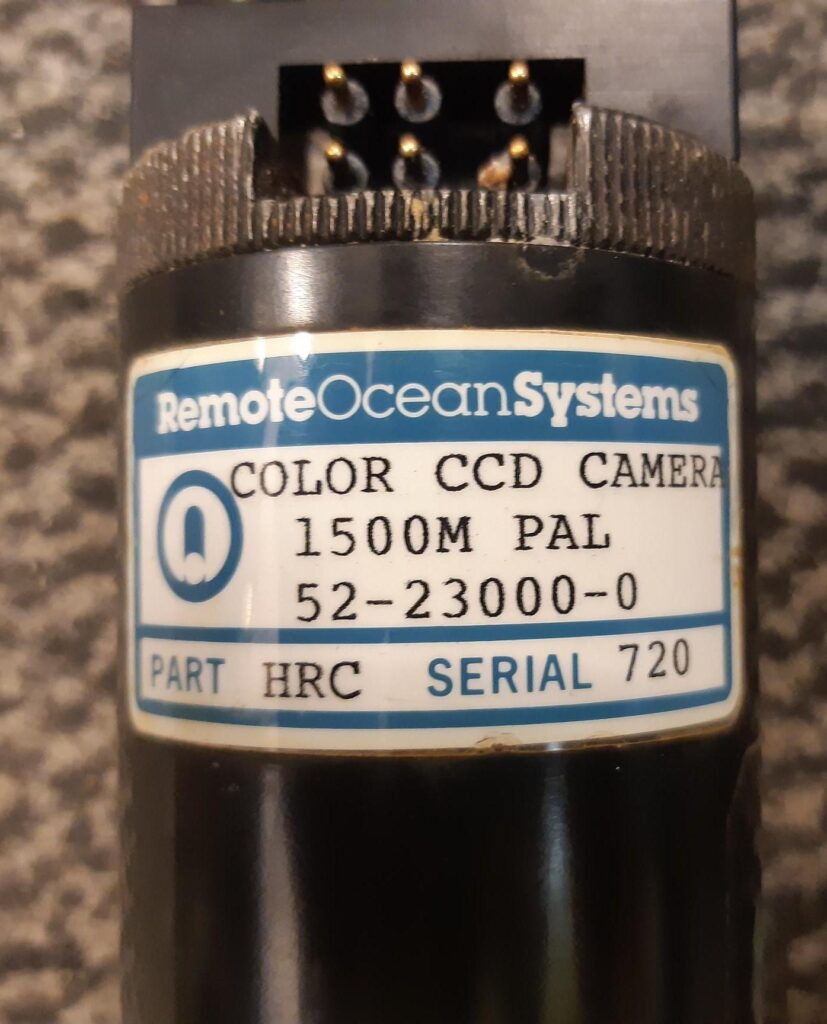 RemoteOceanSystems
COLOR CCD CAMERA
1500M PAL
52-23000-0
PART HRC SERIAL 720